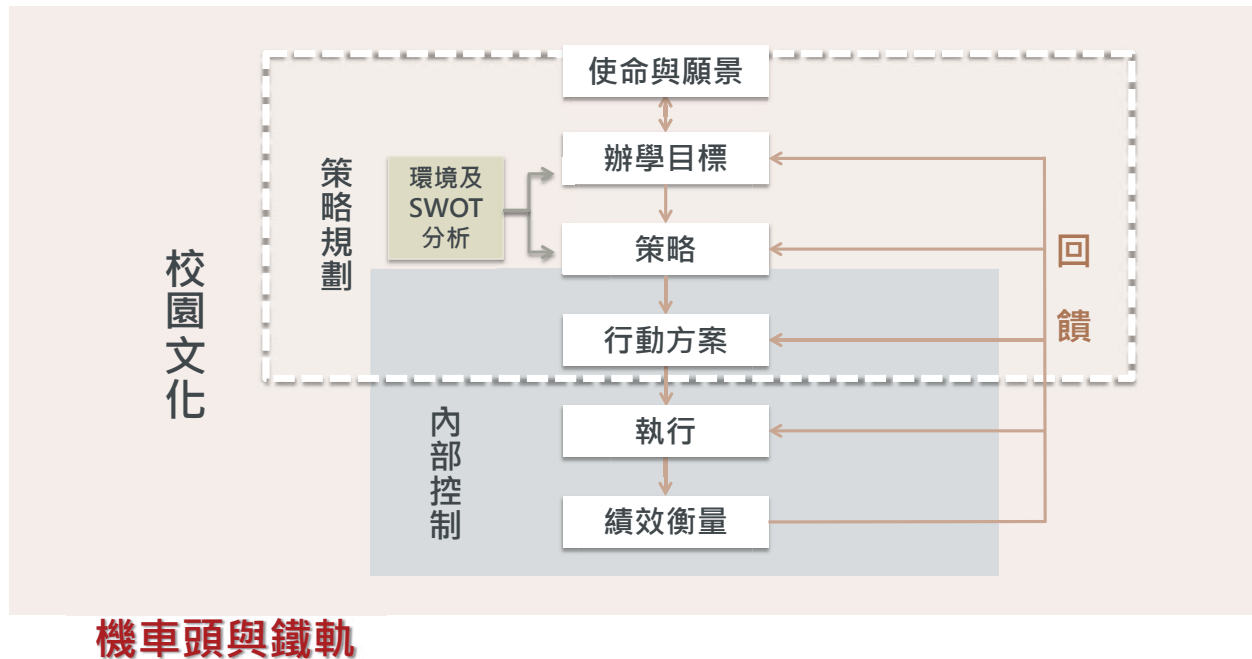 使命與願景
辦學目標
策略規劃
環境及
SWOT
分析
策略
回饋
校園文化
行動方案
內部控制
執行
績效衡量
機車頭與鐵軌